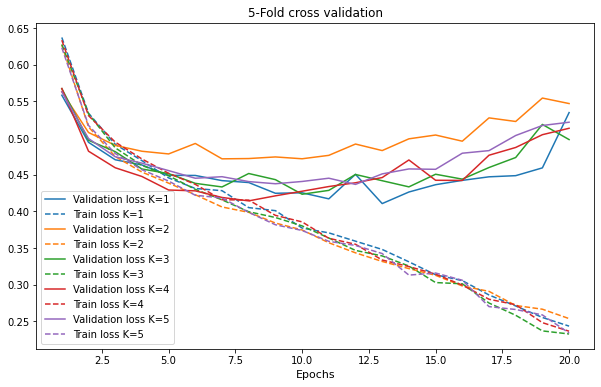 5-Fold cross validation
0.65
0.60
0.55
0.50
0.45
0.40
0.35
0.30
0.25
Validation loss K=1
Train loss K=1
Validation loss K=2
Train loss K=2
Validation loss K=3
Train loss K=3
Validation loss K=4
Train loss K=4
Validation loss K=5
Train loss K=5
2.5 5.0 7.5 10.0 12.5 15.0 17.5 20.0
Epochs